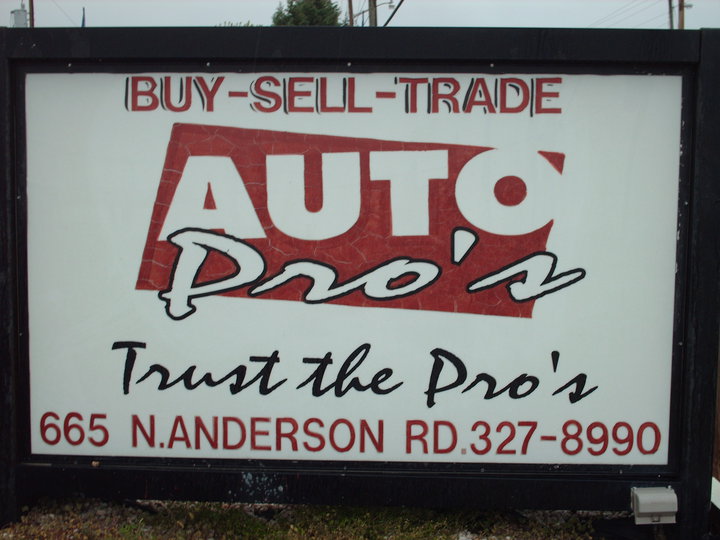 BUY-SELL-TRADE
AUTO
Pro's
Trust the Pro's
665 N.ANDERSON RD.327-8990